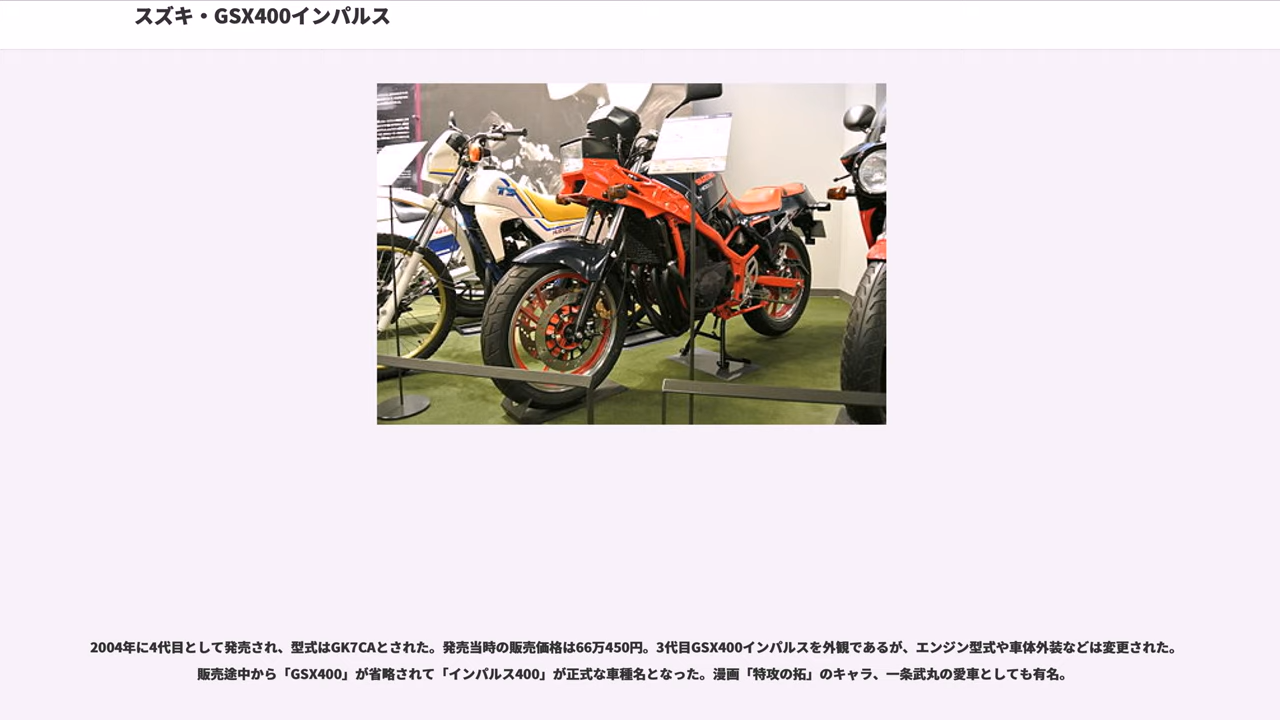 スズキ・GSX400インパルス
2004年に4代目として発売され、型式はGK7CAとされた。発売当時の販売価格は66万450円。3代目GSX400インパルスを外観であるが、エンジン型式や車体外装などは変更された。
販売途中から「GSX400」が省略されて「インパルス400」が正式な車種名となった。漫画「特攻の拓」のキャラ、一条武丸の愛車としても有名。